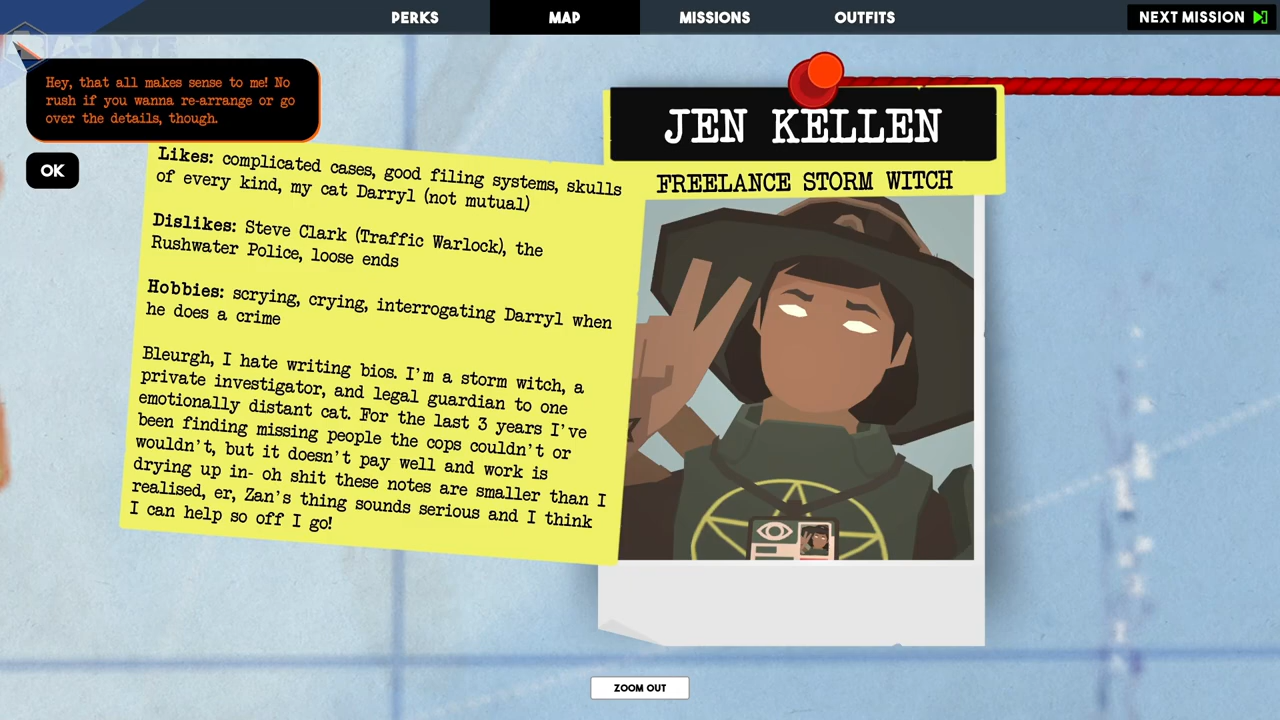 PERKS
MAP
MISSIONS
OUTFITS
NEXT MISSION
Hey, that all makes sense to me! No
rush if you wanna re-arrange or go
over the details, though.
OK
JEN KELLEN
FREELANCE STORM WITCH
Likes: complicated cases, good filing systems, skulls
of every kind, my cat Darryl (not mutual)
Dislikes: Steve Clark (Traffic Warlock), the
Rushwater Police, loose ends
Hobbies: scrying, crying, interrogating Darryl when
he does a crime
Bleurgh, I hate writing bios. I'm a storm witch, a
private investigator, and legal guardian to one
emotionally distant cat. For the last 3 years I've
been finding missing people the cops couldn't or
wouldn't, but it doesn't pay well and work is
drying up in- oh shit these notes are smaller than I
realised, er, Zan's thing sounds serious and I think
I can help so off I go!
ZOOM OUT